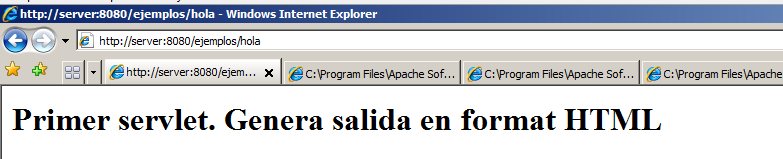 http://server:8080/ejemplos/hola - Windows Internet Explorer
http://server:8080/ejemplos/hola
http://server:8080/ejem... C:\Program Files\Apache Sof... C:\Program Files\Apache Sof... C:\Program Files\Apache
Primer servlet. Genera salida en format HTML